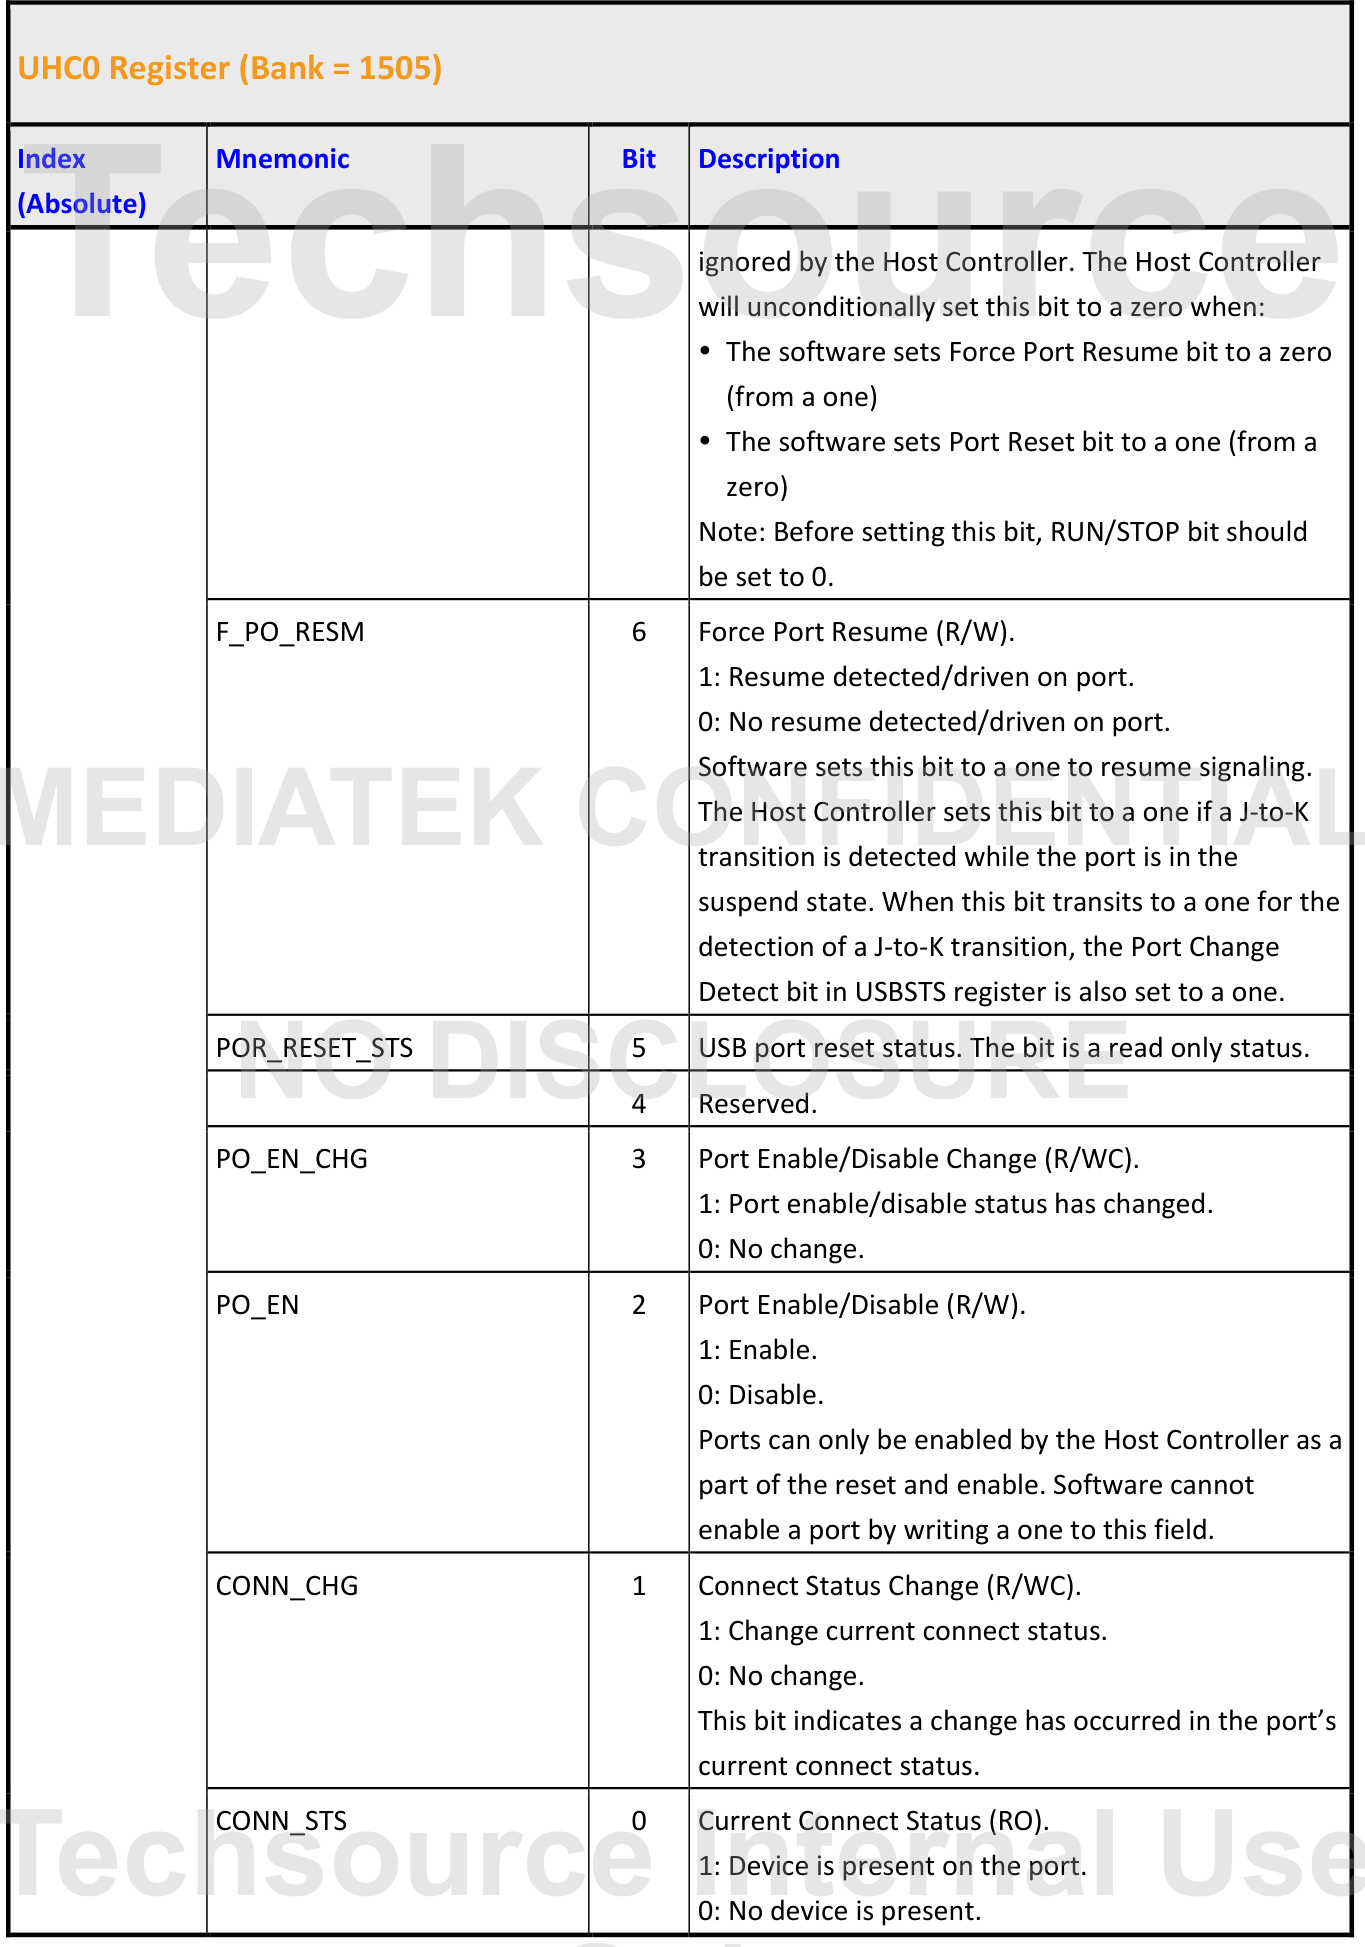 UHC0 Register (Bank = 1505)
Index
(Absolute)
Mnemonic
Bit
Description
ignored by the Host Controller. The Host Controller
will unconditionally set this bit to a zero when:
• The software sets Force Port Resume bit to a zero
(from a one)
• The software sets Port Reset bit to a one (from a
zero)
Note: Before setting this bit, RUN/STOP bit should
be set to 0.
F_PO_RESM
6
Force Port Resume (R/W).
1: Resume detected/driven on port.
0: No resume detected/driven on port.
Software sets this bit to a one to resume signaling.
The Host Controller sets this bit to a one if a J-to-K
transition is detected while the port is in the
suspend state. When this bit transits to a one for the
detection of a J-to-K transition, the Port Change
Detect bit in USBSTS register is also set to a one.
POR_RESET_STS
5
USB port reset status. The bit is a read only status.
4
Reserved.
PO_EN_CHG
3
Port Enable/Disable Change (R/WC).
1: Port enable/disable status has changed.
0: No change.
PO_EN
2
Port Enable/Disable (R/W).
1: Enable.
0: Disable.
Ports can only be enabled by the Host Controller as a
part of the reset and enable. Software cannot
enable a port by writing a one to this field.
CONN_CHG
1
Connect Status Change (R/WC).
1: Change current connect status.
0: No change.
This bit indicates a change has occurred in the port’s
current connect status.
CONN_STS
0
Current Connect Status (RO).
1: Device is present on the port.
0: No device is present.
Techsource
MEDIATEK CONFIDENTIAL
NO DISCLOSURE
Techsource Internal Use